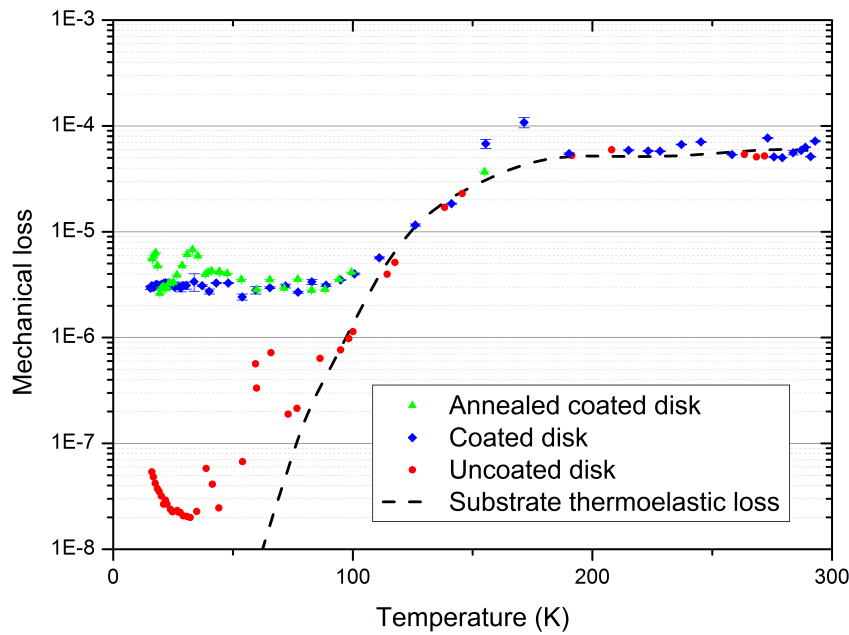 1E-3
1E-4
1E-5
1E-6
1E-7
1E-8
Mechanical loss
Annealed coated disk
Coated disk
Uncoated disk
Substrate thermoelastic loss
0
100
200
300
Temperature (K)